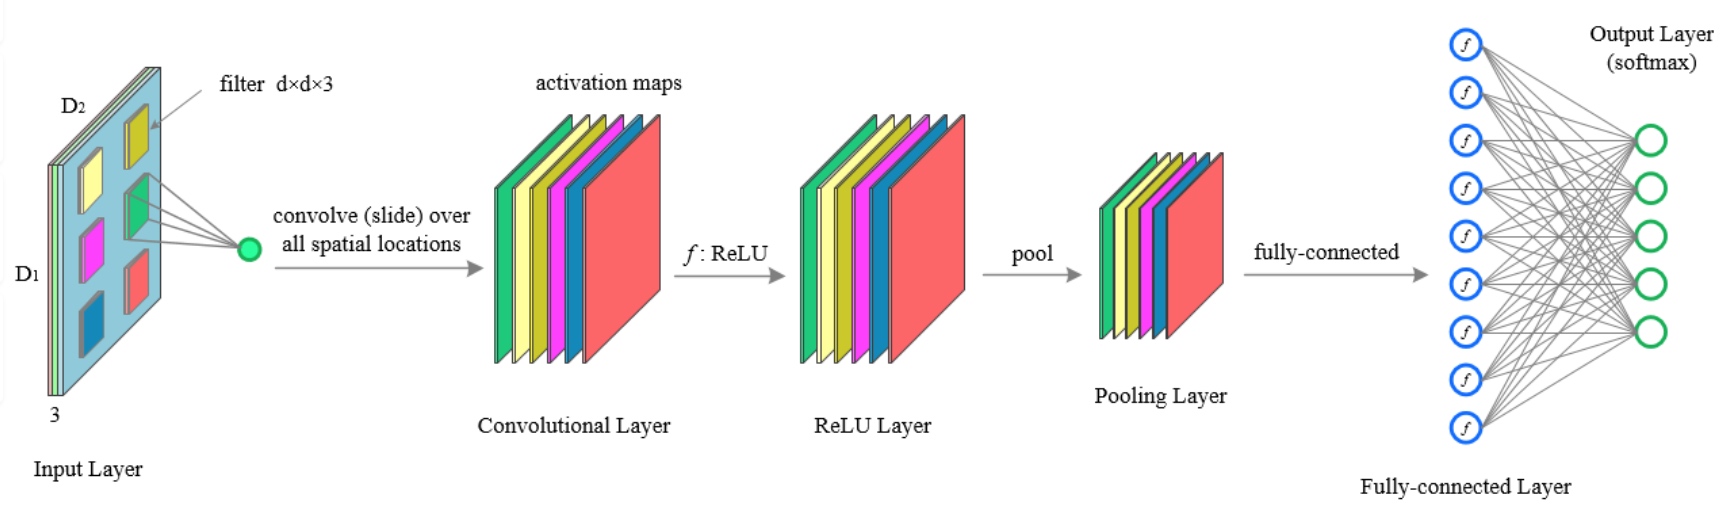 D₂
filter d×d×3
D₁
3
Input Layer
convolve (slide) over
all spatial locations
activation maps
Convolutional Layer
f : ReLU
ReLU Layer
pool
Pooling Layer
fully-connected
f
f
f
f
f
f
f
f
f
Fully-connected Layer
Output Layer
(softmax)